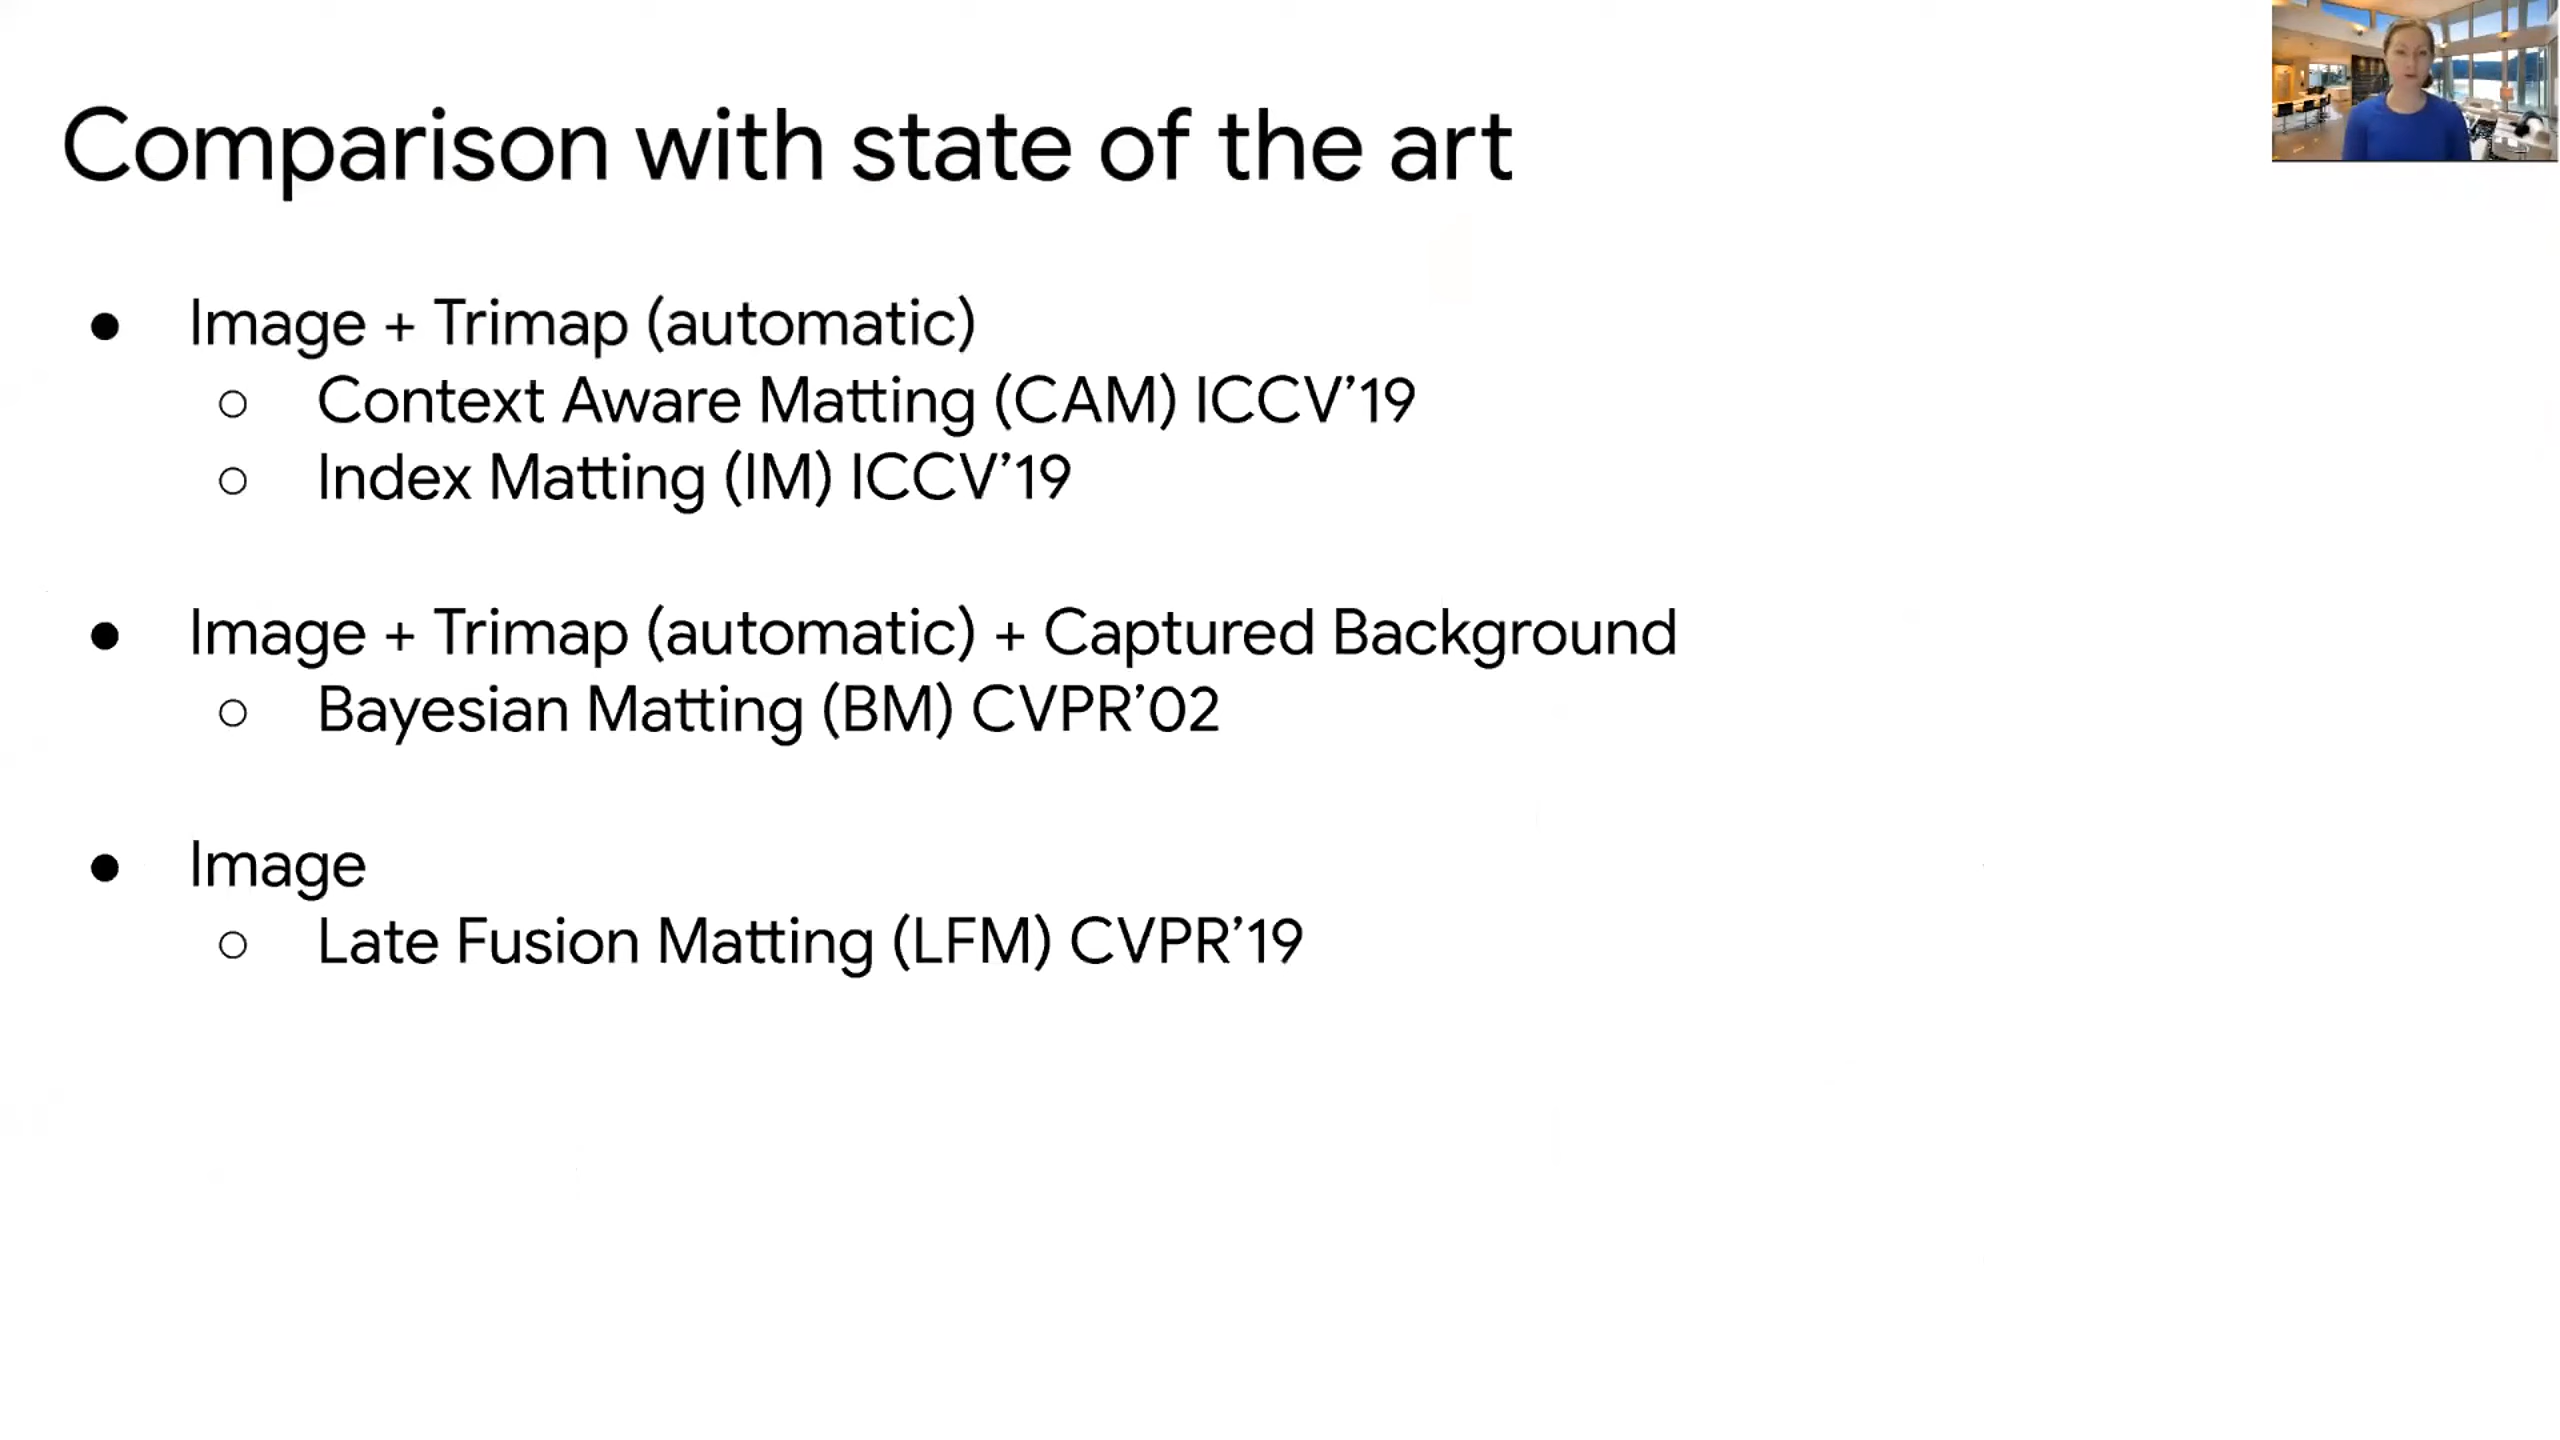 Comparison with state of the art
● Image + Trimap (automatic)
○ Context Aware Matting (CAM) ICCV’19
○ Index Matting (IM) ICCV’19
● Image + Trimap (automatic) + Captured Background
○ Bayesian Matting (BM) CVPR’02
● Image
○ Late Fusion Matting (LFM) CVPR’19